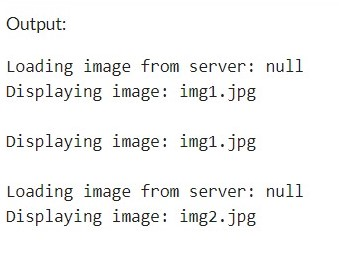 Output:
Loading image from server: null
Displaying image: img1.jpg
Displaying image: img1.jpg
Loading image from server: null
Displaying image: img2.jpg